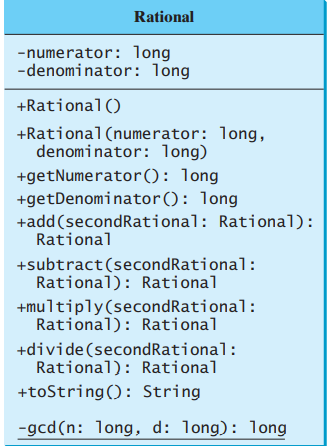 Rational
-numerator: long
-denominator: long
+Rational()
+Rational(numerator: long,
denominator: long)
+getNumerator(): long
+getDenominator(): long
+add(secondRational: Rational):
Rational
+subtract(secondRational:
Rational): Rational
+multiply(secondRational:
Rational): Rational
+divide(secondRational:
Rational): Rational
+toString(): String
-gcd(n: long, d: long): long